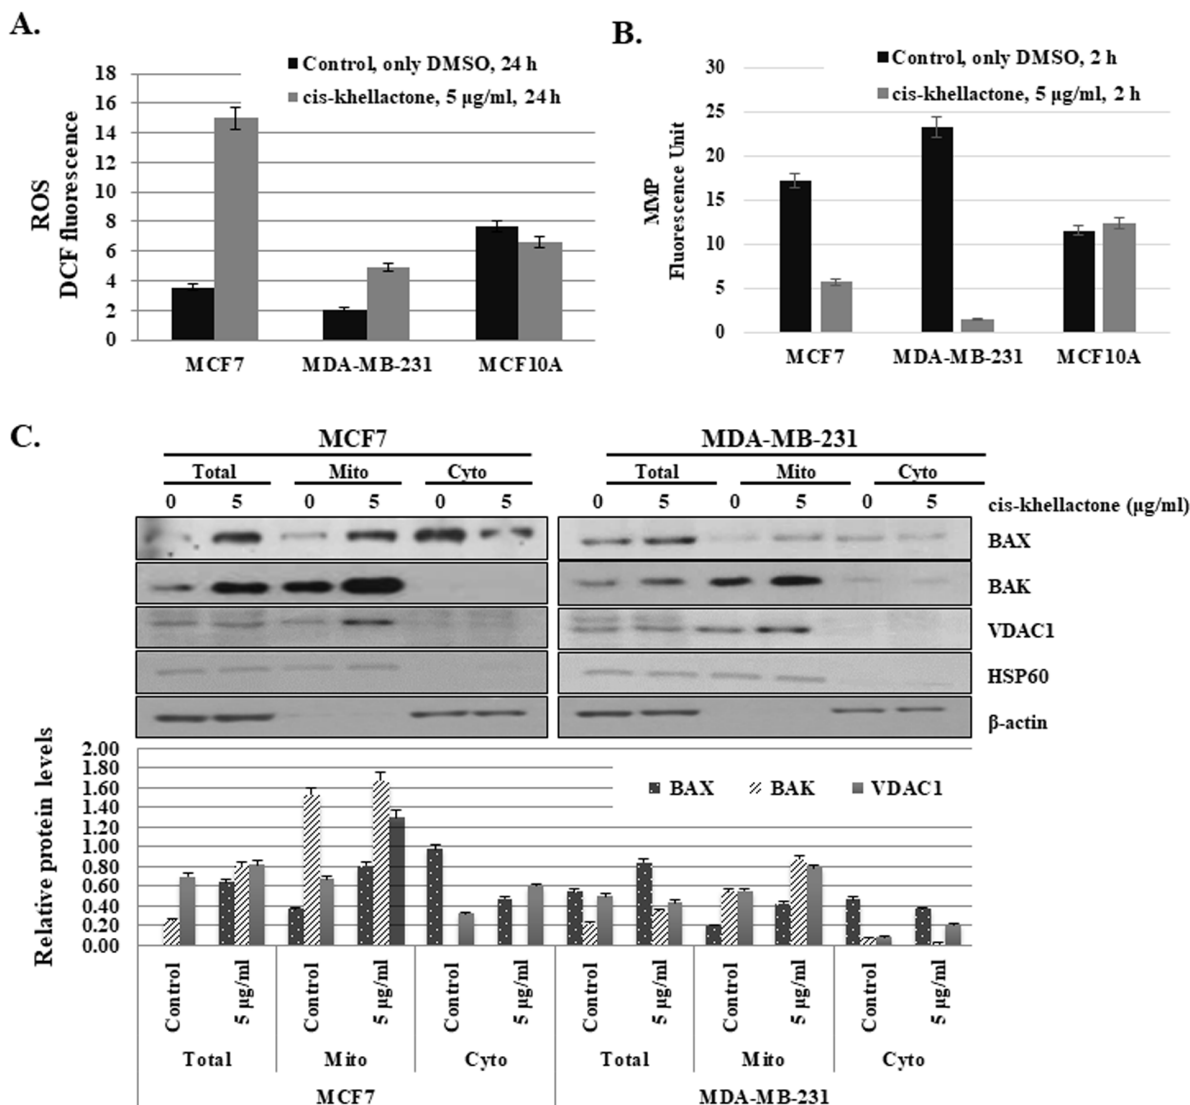 A.
Control, only DMSO, 24 h
cis-khellactone, 5 µg/ml, 24 h
ROS
DCF fluorescence
18
16
14
12
10
8
6
4
2
0
MCF7 MDA-MB-231 MCF10A
B.
Control, only DMSO, 2 h
cis-khellactone, 5 µg/ml, 2 h
MMP
Fluorescence Unit
30
25
20
15
10
5
0
MCF7 MDA-MB-231 MCF10A
C.
MCF7 MDA-MB-231
Total Mito Cyto Total Mito Cyto
0 5 0 5 0 5 0 5 0 5 0 5 cis-khellactone (µg/ml)
BAX
BAK
VDAC1
HSP60
β-actin
Relative protein levels
2.00
1.80
1.60
1.40
1.20
1.00
0.80
0.60
0.40
0.20
0.00
BAX BAK VDAC1
Control 5 µg/ml Control 5 µg/ml Control 5 µg/ml Control 5 µg/ml Control 5 µg/ml Control 5 µg/ml
Total Mito Cyto Total Mito Cyto
MCF7 MDA-MB-231